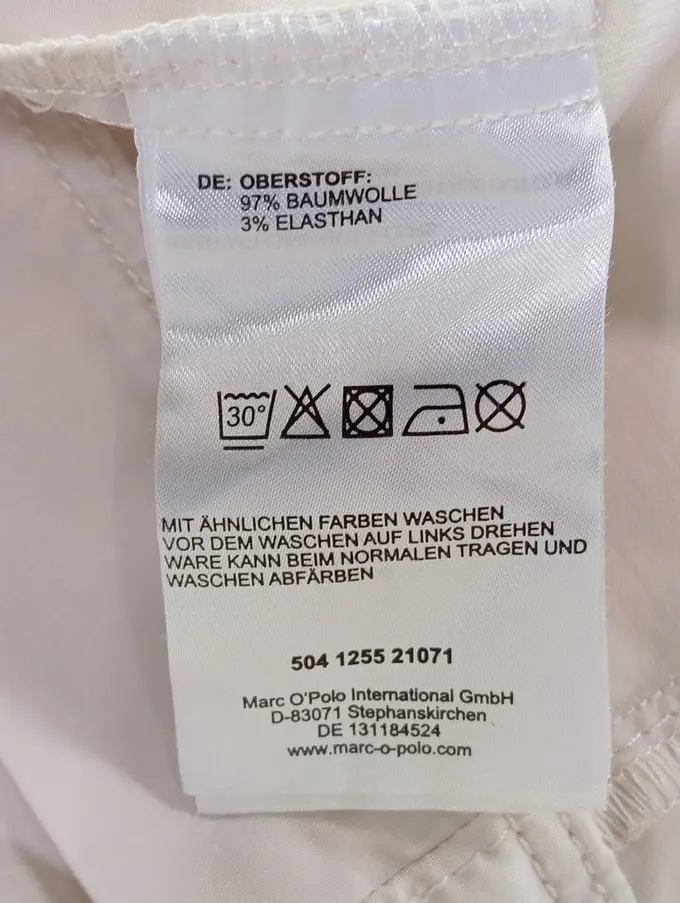 DE: OBERSTOFF:
97% BAUMWOLLE
3% ELASTHAN
30°
MIT ÄHNLICHEN FARBEN WASCHEN
VOR DEM WASCHEN AUF LINKS DREHEN
WARE KANN BEIM NORMALEN TRAGEN UND
WASCHEN ABFÄRBEN
504 1255 21071
Marc O'Polo International GmbH
D-83071 Stephanskirchen
DE 131184524
www.marc-o-polo.com